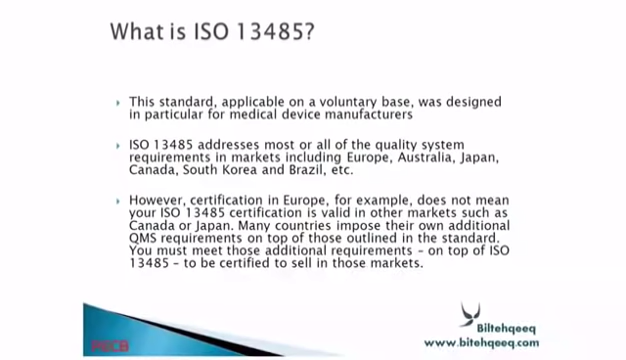 What is ISO 13485?
This standard, applicable on a voluntary base, was designed
in particular for medical device manufacturers
ISO 13485 addresses most or all of the quality system
requirements in markets including Europe, Australia, Japan,
Canada, South Korea and Brazil, etc.
However, certification in Europe, for example, does not mean
your ISO 13485 certification is valid in other markets such as
Canada or Japan. Many countries impose their own additional
QMS requirements on top of those outlined in the standard.
You must meet those additional requirements – on top of ISO
13485 – to be certified to sell in those markets.
PECB
Biltehqeeq
www.bitehqeeq.com